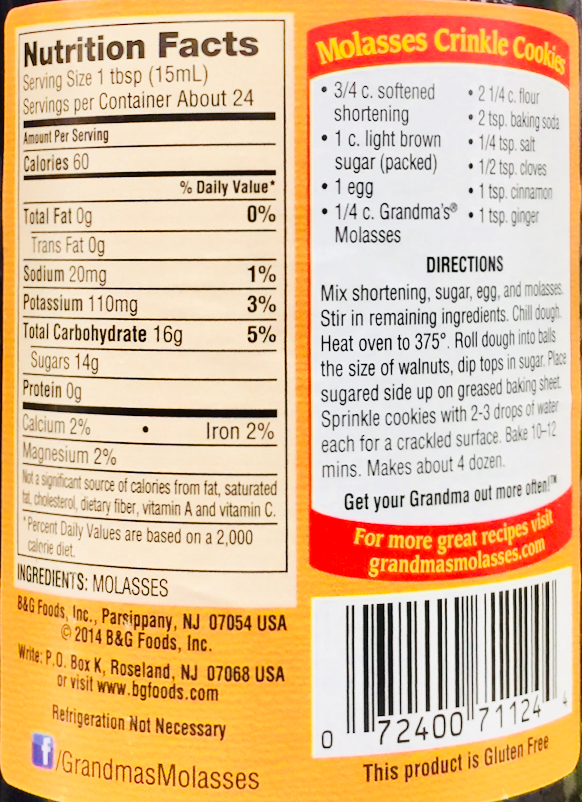 Nutrition Facts
Serving Size 1 tbsp (15mL)
Servings per Container About 24
Amount Per Serving
Calories 60
% Daily Value*
Total Fat 0g 0%
Trans Fat 0g
Sodium 20mg 1%
Potassium 110mg 3%
Total Carbohydrate 16g 5%
Sugars 14g
Protein 0g
Calcium 2% • Iron 2%
Magnesium 2%
Not a significant source of calories from fat, saturated
fat, cholesterol, dietary fiber, vitamin A and vitamin C.
*Percent Daily Values are based on a 2,000
calorie diet.
INGREDIENTS: MOLASSES
B&G Foods, Inc., Parsippany, NJ 07054 USA
© 2014 B&G Foods, Inc.
Write: P.O. Box K, Roseland, NJ 07068 USA
or visit www.bgfoods.com
Refrigeration Not Necessary
f/GrandmasMolasses
Molasses Crinkle Cookies
• 3/4 c. softened
shortening
• 1 c. light brown
sugar (packed)
• 1 egg
• 1/4 c. Grandma's®
Molasses
• 2 1/4 c. flour
• 2 tsp. baking soda
• 1/4 tsp. salt
• 1/2 tsp. cloves
• 1 tsp. cinnamon
• 1 tsp. ginger
DIRECTIONS
Mix shortening, sugar, egg, and molasses.
Stir in remaining ingredients. Chill dough.
Heat oven to 375°. Roll dough into balls
the size of walnuts, dip tops in sugar. Place
sugared side up on greased baking sheet.
Sprinkle cookies with 2-3 drops of water
each for a crackled surface. Bake 10–12
mins. Makes about 4 dozen.
Get your Grandma out more often!™
For more great recipes visit
grandmasmolasses.com
0 72400 71124 4
This product is Gluten Free